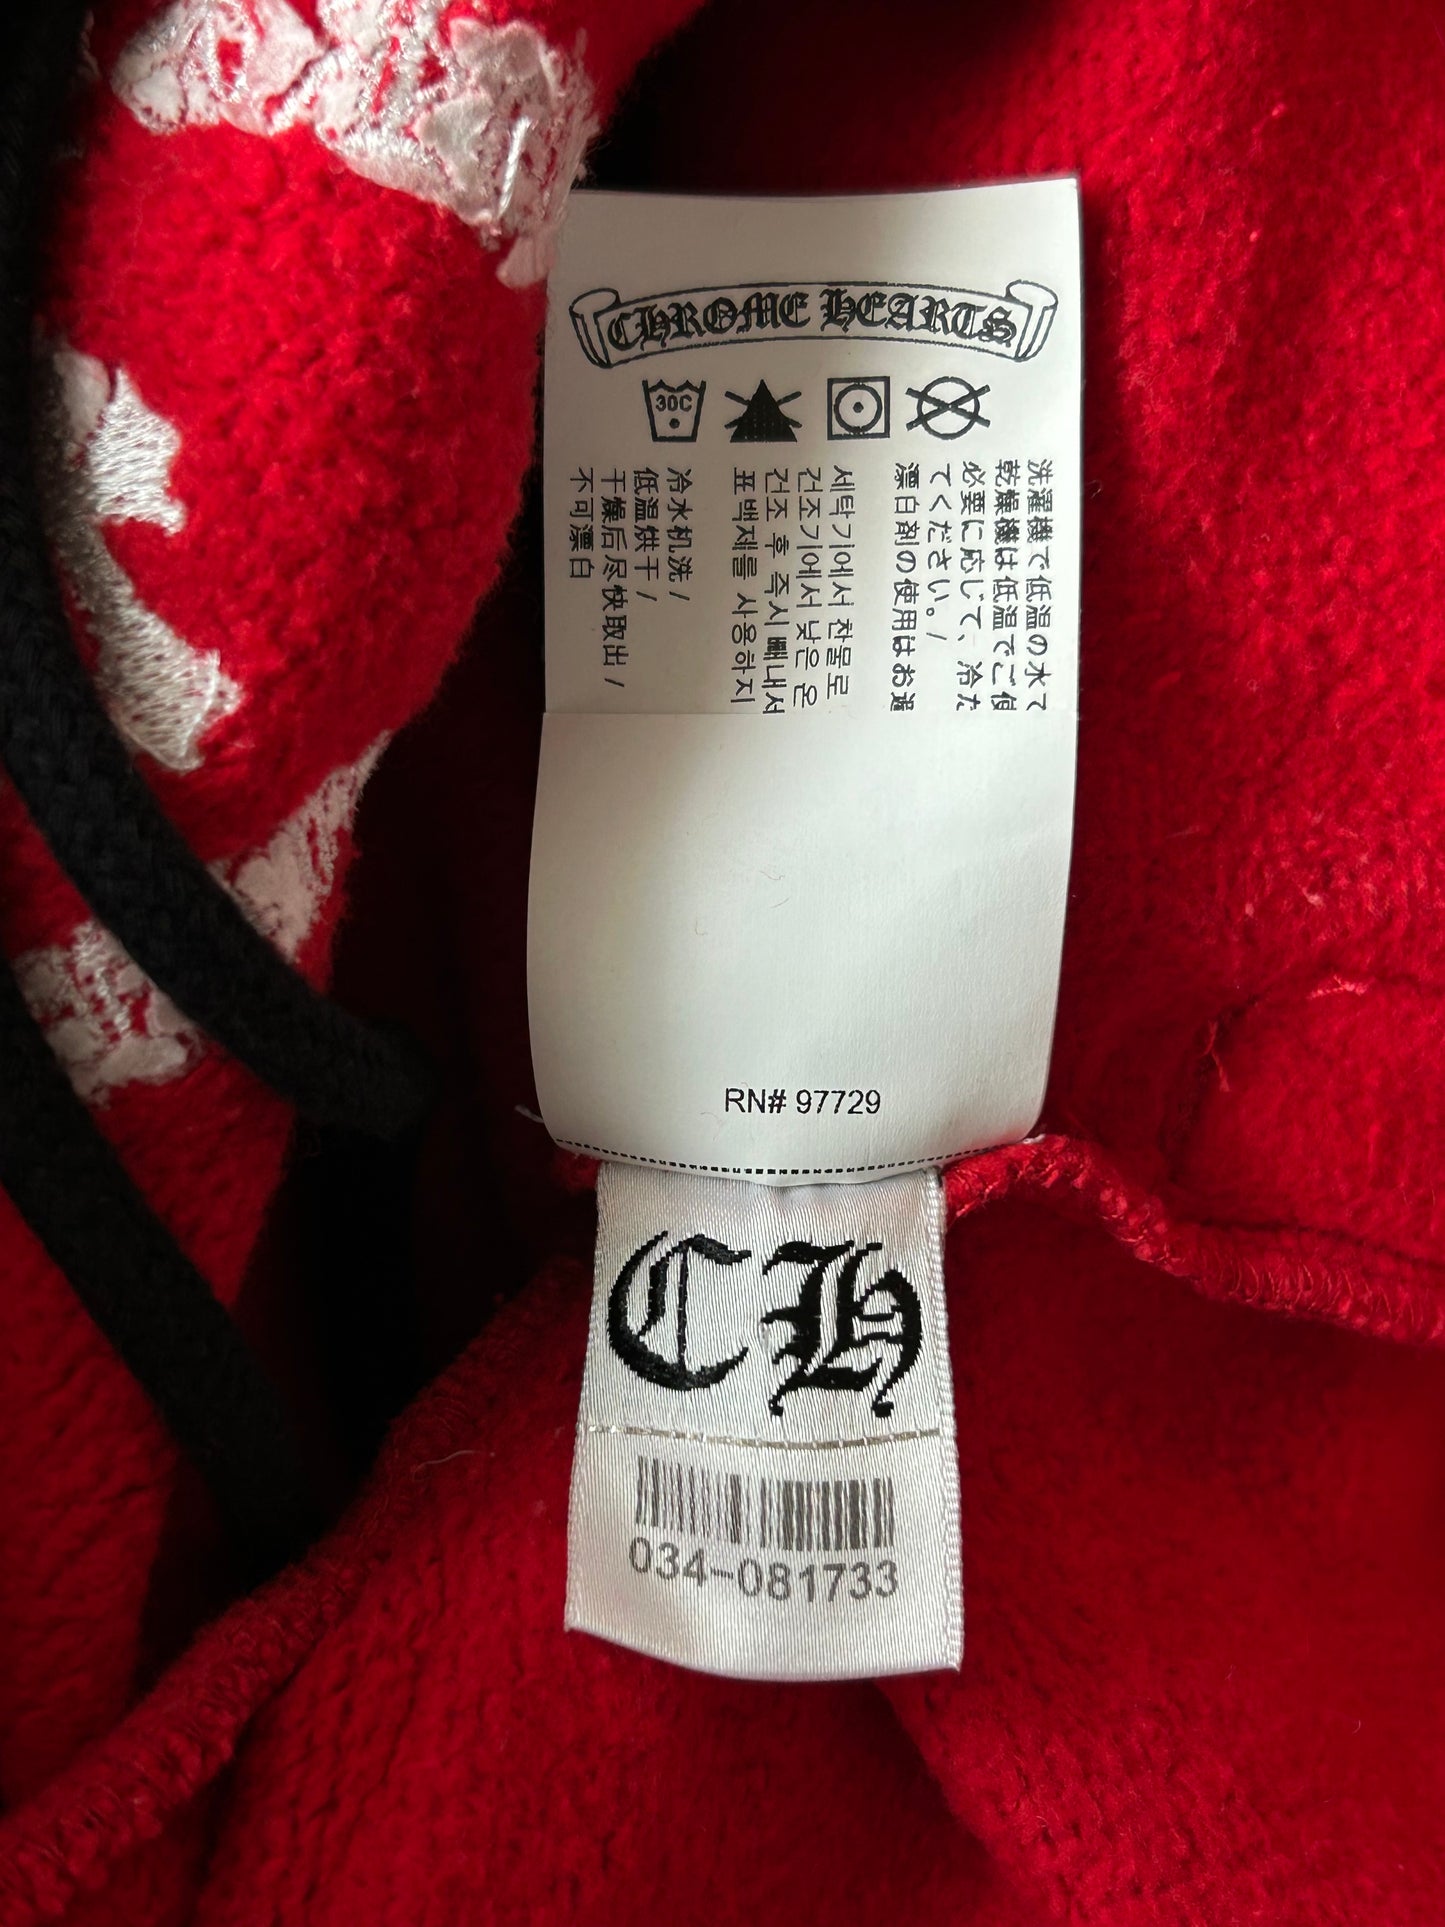 CHROME HEARTS
30C
洗濯機で低温の水で
乾燥機は低温でご使
必要に応じて、冷た
てください。/
漂白剤の使用はお避
세탁기에서 찬물로
건조기에서 낮은 온
건조 후 즉시 빼내서
표백제를 사용하지
冷水机洗 /
低温烘干 /
干燥后尽快取出 /
不可漂白
RN# 97729
CH
034-081733